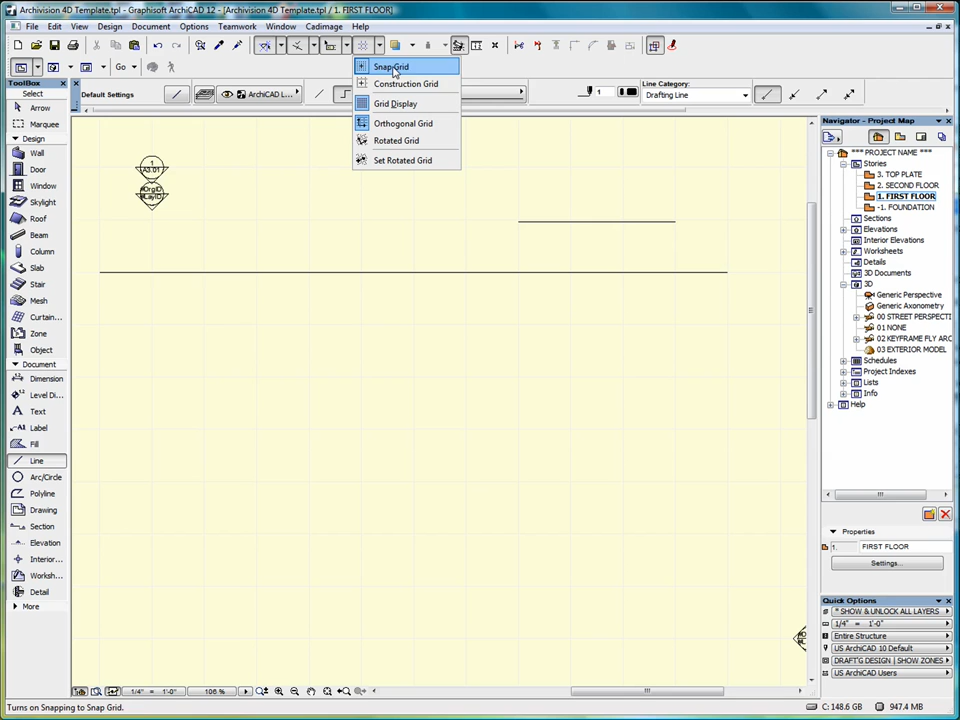 Archivision 4D Template.tpl - Graphisoft ArchiCAD 12 - [Archivision 4D Template.tpl / 1. FIRST FLOOR]
File Edit View Design Document Options Teamwork Window Cadimage Help
Go
Snap Grid
Construction Grid
Grid Display
Orthogonal Grid
Rotated Grid
Set Rotated Grid
ToolBox
Select
Arrow
Marquee
Design
Wall
Door
Window
Skylight
Roof
Beam
Column
Slab
Stair
Mesh
Curtain...
Zone
Object
Document
Dimension
Level Di...
Text
Label
Fill
Line
Arc/Circle
Polyline
Drawing
Section
Elevation
Interior...
Worksh...
Detail
More
Default Settings
ArchiCAD L...
1
Line Category:
Drafting Line
1
A3.01
#DrgID
#LayID
Navigator - Project Map
*** PROJECT NAME ***
Stories
3. TOP PLATE
2. SECOND FLOOR
1. FIRST FLOOR
-1. FOUNDATION
Sections
Elevations
Interior Elevations
Worksheets
Details
3D Documents
3D
Generic Perspective
Generic Axonometry
00 STREET PERSPECTI
01 NONE
02 KEYFRAME FLY ARC
03 EXTERIOR MODEL
Schedules
Project Indexes
Lists
Info
Help
Properties
1. FIRST FLOOR
Settings...
Quick Options
* SHOW & UNLOCK ALL LAYERS
1/4" = 1'-0"
Entire Structure
US ArchiCAD 10 Default
DRAFT'G DESIGN | SHOW ZONES
US ArchiCAD Users
1/4" = 1'-0"
106 %
Turns on Snapping to Snap Grid.
C: 148.6 GB
947.4 MB